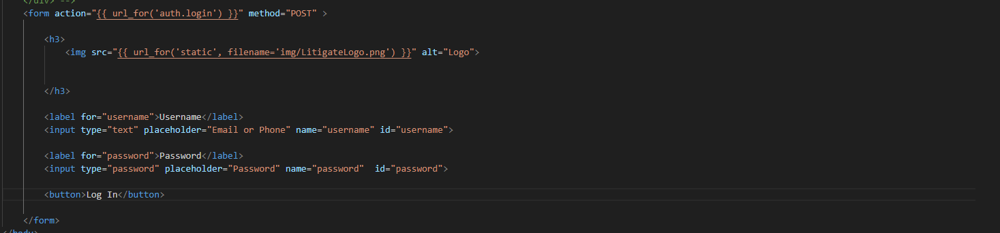 </div> -->
<form action="{{ url_for('auth.login') }}" method="POST" >
<h3>
<img src="{{ url_for('static', filename='img/LitigateLogo.png') }}" alt="Logo">
</h3>
<label for="username">Username</label>
<input type="text" placeholder="Email or Phone" name="username" id="username">
<label for="password">Password</label>
<input type="password" placeholder="Password" name="password"  id="password">
<button>Log In</button>
</form>
</body>